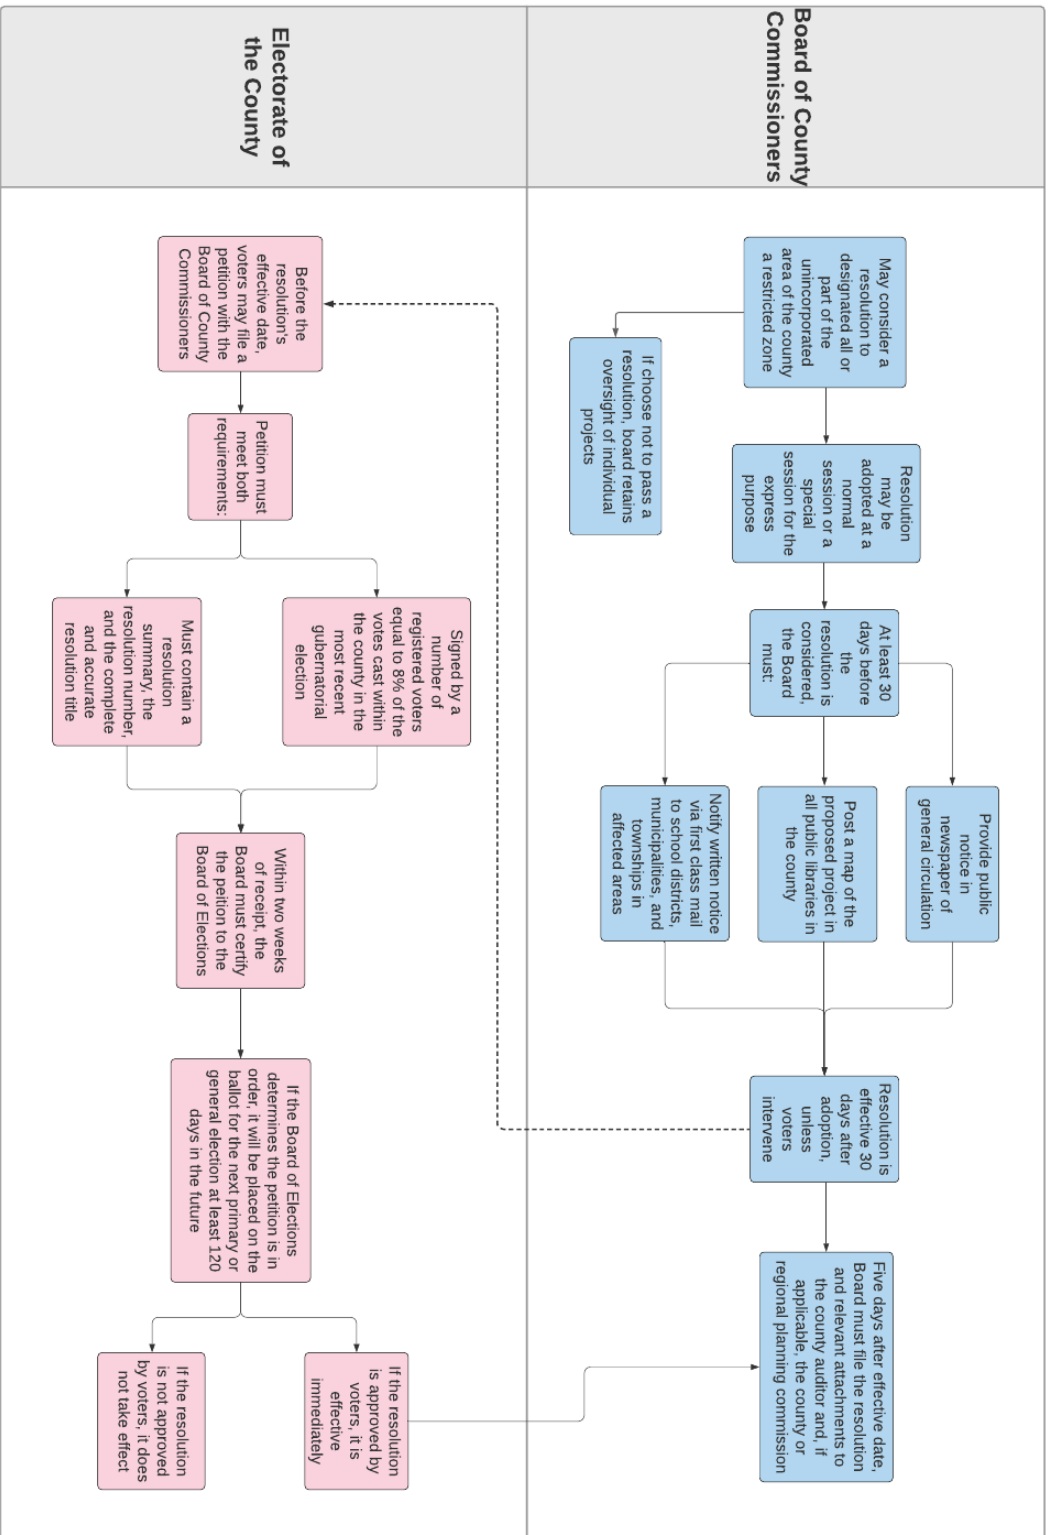 Board of County
Commissioners
May consider a
resolution to
designated all or
part of the
unincorporated
area of the county
a restricted zone
If choose not to pass a
resolution, board retains
oversight of individual
projects
Resolution
may be
adopted at a
normal
session or a
special
session for the
express
purpose
At least 30
days before
the
resolution is
considered,
the Board
must:
Provide public
notice in
newspaper of
general circulation
Post a map of the
proposed project in
all public libraries in
the county
Notify written notice
via first class mail
to school districts,
municipalities, and
townships in
affected areas
Resolution is
effective 30
days after
adoption,
unless
voters
intervene
Five days after effective date,
Board must file the resolution
and relevant attachments to
the county auditor and, if
applicable, the county or
regional planning commission
Electorate of
the County
Before the
resolution's
effective date,
voters may file a
petition with the
Board of County
Commissioners
Petition must
meet both
requirements:
Signed by a
number of
registered voters
equal to 8% of the
votes cast within
the county in the
most recent
gubernatorial
election
Must contain a
resolution
summary, the
resolution number,
and the complete
and accurate
resolution title
Within two weeks
of receipt, the
Board must certify
the peition to the
Board of Elections
If the Board of Elections
determines the petition is in
order, it will be placed on the
ballot for the next primary or
general election at least 120
days in the future
If the resolution
is approved by
voters, it is
effective
immediately
If the resolution
is not approved
by voters, it does
not take effect